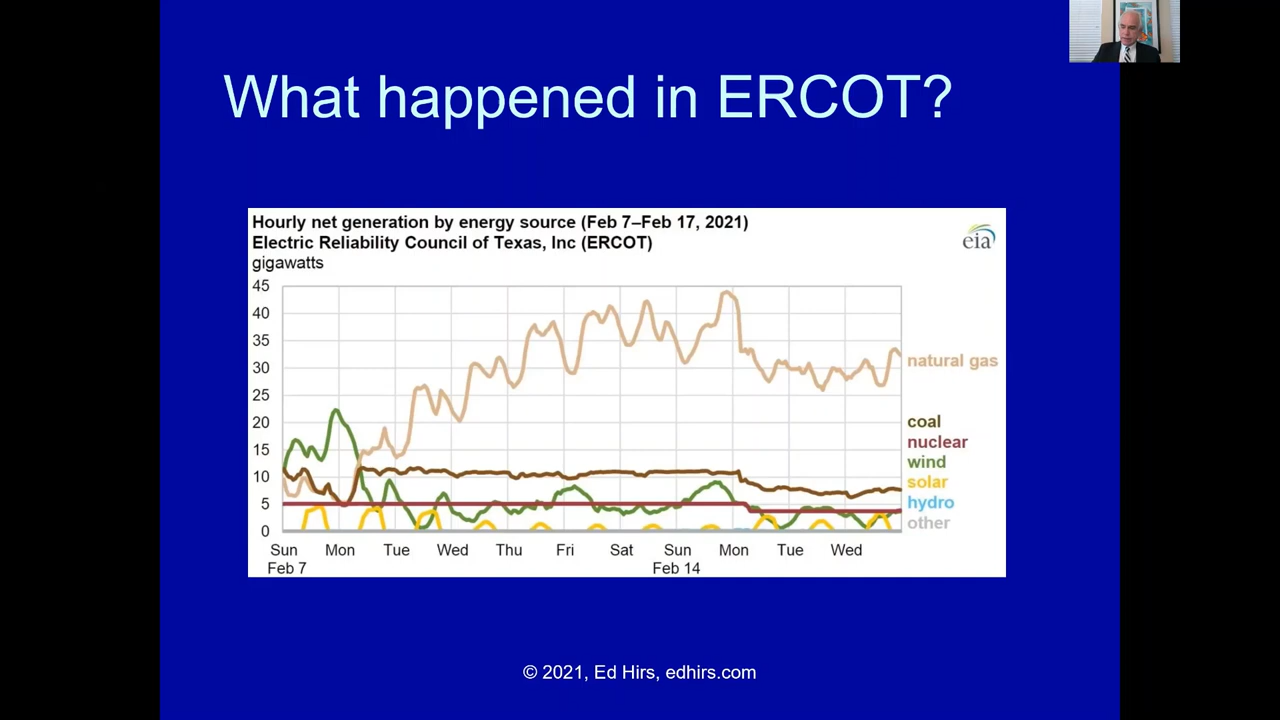 What happened in ERCOT?
Hourly net generation by energy source (Feb 7–Feb 17, 2021)
Electric Reliability Council of Texas, Inc (ERCOT)
gigawatts
eia
45
40
35
30
25
20
15
10
5
0
natural gas
coal
nuclear
wind
solar
hydro
other
Sun Mon Tue Wed Thu Fri Sat Sun Mon Tue Wed
Feb 7 Feb 14
© 2021, Ed Hirs, edhirs.com